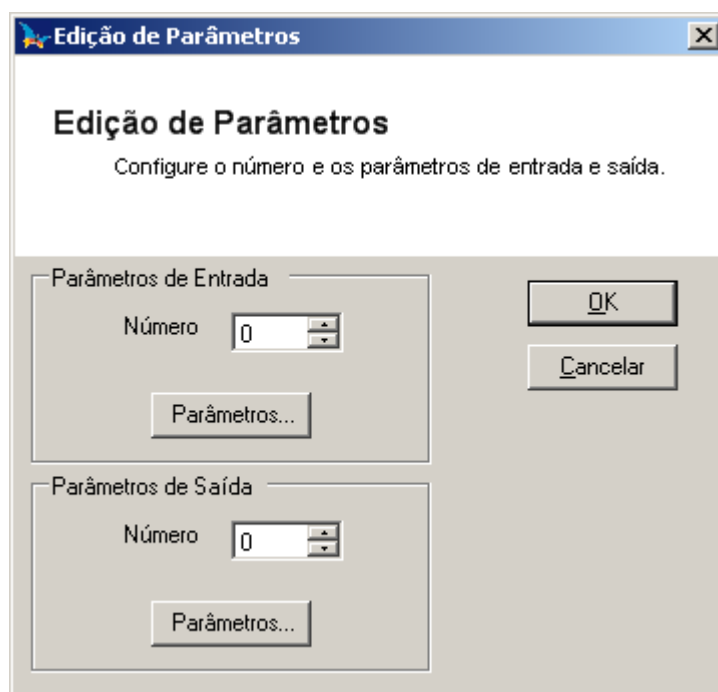 Edição de Parâmetros
Edição de Parâmetros
Configure o número e os parâmetros de entrada e saída.
Parâmetros de Entrada
Número 0
Parâmetros...
OK
Cancelar
Parâmetros de Saída
Número 0
Parâmetros...